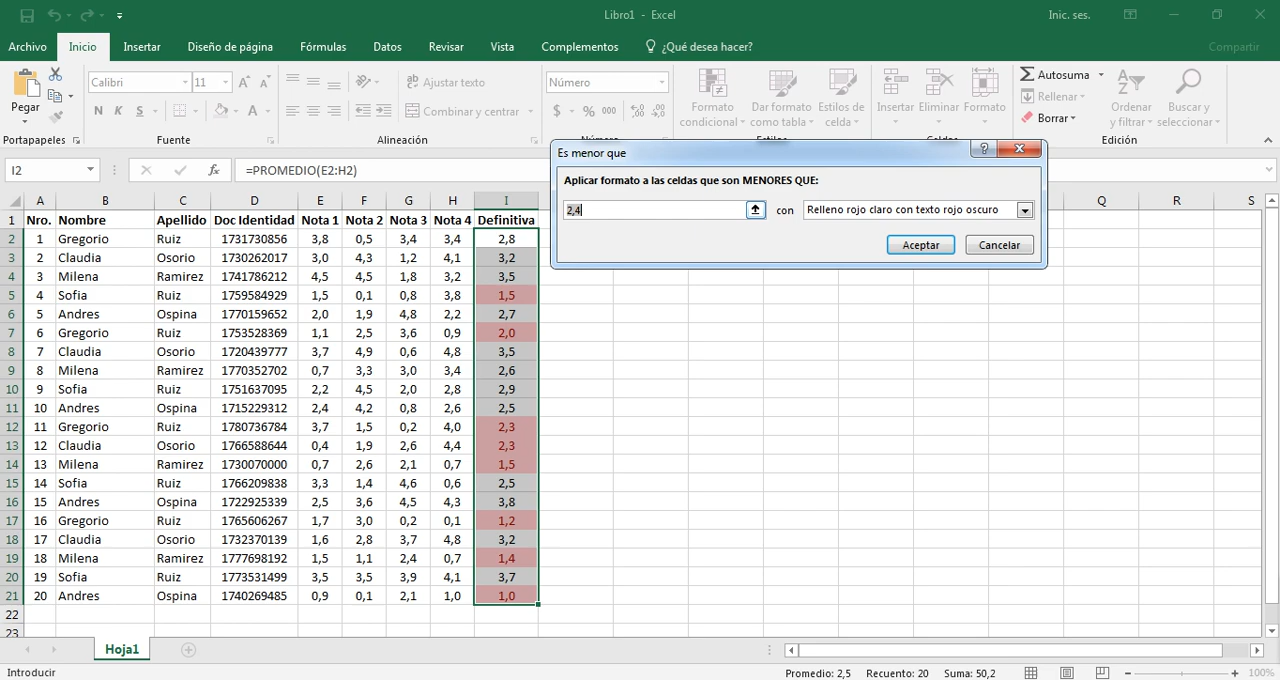 Libro1 - Excel
Inic. ses.
Archivo Inicio Insertar Diseño de página Fórmulas Datos Revisar Vista Complementos ¿Qué desea hacer? Compartir
Pegar Calibri 11 Ajustar texto Número Formato condicional Dar formato como tabla Estilos de celda Insertar Eliminar Formato Autosuma Ordenar y filtrar Buscar y seleccionar
N K S A Combinar y centrar $ % 000 Rellenar
Borrar
Portapapeles Fuente Alineación Número Estilos Celdas Edición
I2 fx =PROMEDIO(E2:H2)
Es menor que
Aplicar formato a las celdas que son MENORES QUE:
2,4 con Relleno rojo claro con texto rojo oscuro
Aceptar Cancelar
A B C D E F G H I Q R S
1 Nro. Nombre Apellido Doc Identidad Nota 1 Nota 2 Nota 3 Nota 4 Definitiva
2 1 Gregorio Ruiz 1731730856 3,8 0,5 3,4 3,4 2,8
3 2 Claudia Osorio 1739262017 3,0 4,3 1,2 4,1 3,2
4 3 Milena Ramirez 1741786212 4,5 4,5 1,8 3,2 3,5
5 4 Sofia Ruiz 1759584929 1,5 0,1 0,8 3,8 1,5
6 5 Andres Ospina 1770159652 2,0 1,9 4,8 2,2 2,7
7 6 Gregorio Ruiz 1753528369 1,1 2,5 3,6 0,9 2,0
8 7 Claudia Osorio 1720439777 3,7 4,9 0,6 4,8 3,5
9 8 Milena Ramirez 1770352702 0,7 3,3 3,0 3,4 2,6
10 9 Sofia Ruiz 1751637095 2,2 4,5 2,0 2,8 2,9
11 10 Andres Ospina 1715229312 2,4 4,2 0,8 2,6 2,5
12 11 Gregorio Ruiz 1780736784 3,7 1,5 0,2 4,0 2,3
13 12 Claudia Osorio 1766588644 0,4 1,9 2,6 4,4 2,3
14 13 Milena Ramirez 1730070000 0,7 2,6 2,1 0,7 1,5
15 14 Sofia Ruiz 1766209838 3,3 1,4 4,6 0,6 2,5
16 15 Andres Ospina 1722925339 2,5 3,6 4,5 4,3 3,8
17 16 Gregorio Ruiz 1765606267 1,7 3,0 0,2 0,1 1,2
18 17 Claudia Osorio 1732370139 1,6 2,8 3,7 4,8 3,2
19 18 Milena Ramirez 1777698192 1,5 1,1 2,4 0,7 1,4
20 19 Sofia Ruiz 1773531499 3,5 3,5 3,9 4,1 3,7
21 20 Andres Ospina 1740269485 0,9 0,1 2,1 1,0 1,0
22
23
Hoja1
Introducir Promedio: 2,5 Recuento: 20 Suma: 50,2 100%